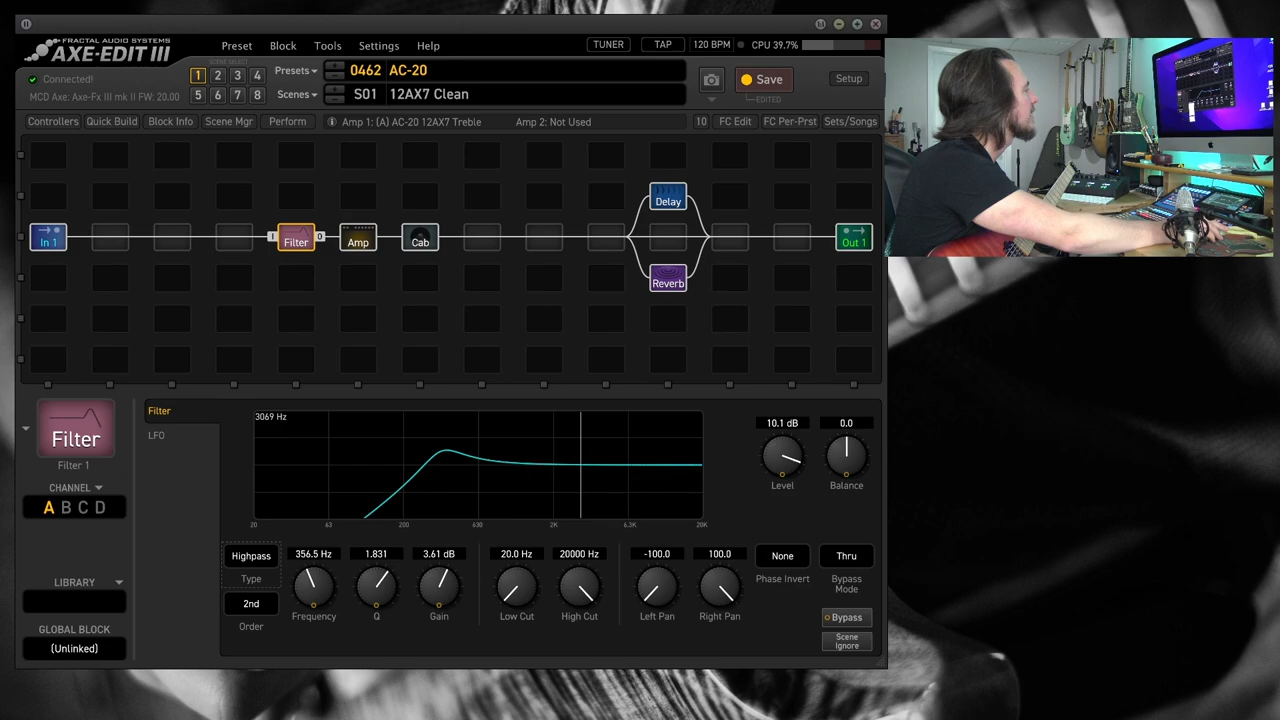 FRACTAL AUDIO SYSTEMS
AXE-EDIT III
Preset Block Tools Settings Help
TUNER TAP 120 BPM CPU 39.7%
Connected!
MCD Axe: Axe-Fx III mk II FW: 20.00
SCENE SELECT
1 2 3 4
5 6 7 8
Presets 0462 AC-20
Scenes S01 12AX7 Clean
Save
EDITED
Setup
Controllers Quick Build Block Info Scene Mgr Perform Amp 1: (A) AC-20 12AX7 Treble Amp 2: Not Used 10 FC Edit FC Per-Prst Sets/Songs
Delay
In 1 I Filter O Amp Cab Out 1
Reverb
Filter
Filter 1
CHANNEL
A B C D
LIBRARY
GLOBAL BLOCK
(Unlinked)
Filter
LFO
3069 Hz
20 63 200 630 2K 6.3K 20K
10.1 dB 0.0
Level Balance
Highpass 356.5 Hz 1.831 3.61 dB 20.0 Hz 20000 Hz -100.0 100.0 None Thru
Type
2nd
Order
Frequency Q Gain Low Cut High Cut Left Pan Right Pan
Phase Invert
Bypass
Mode
Bypass
Scene
Ignore